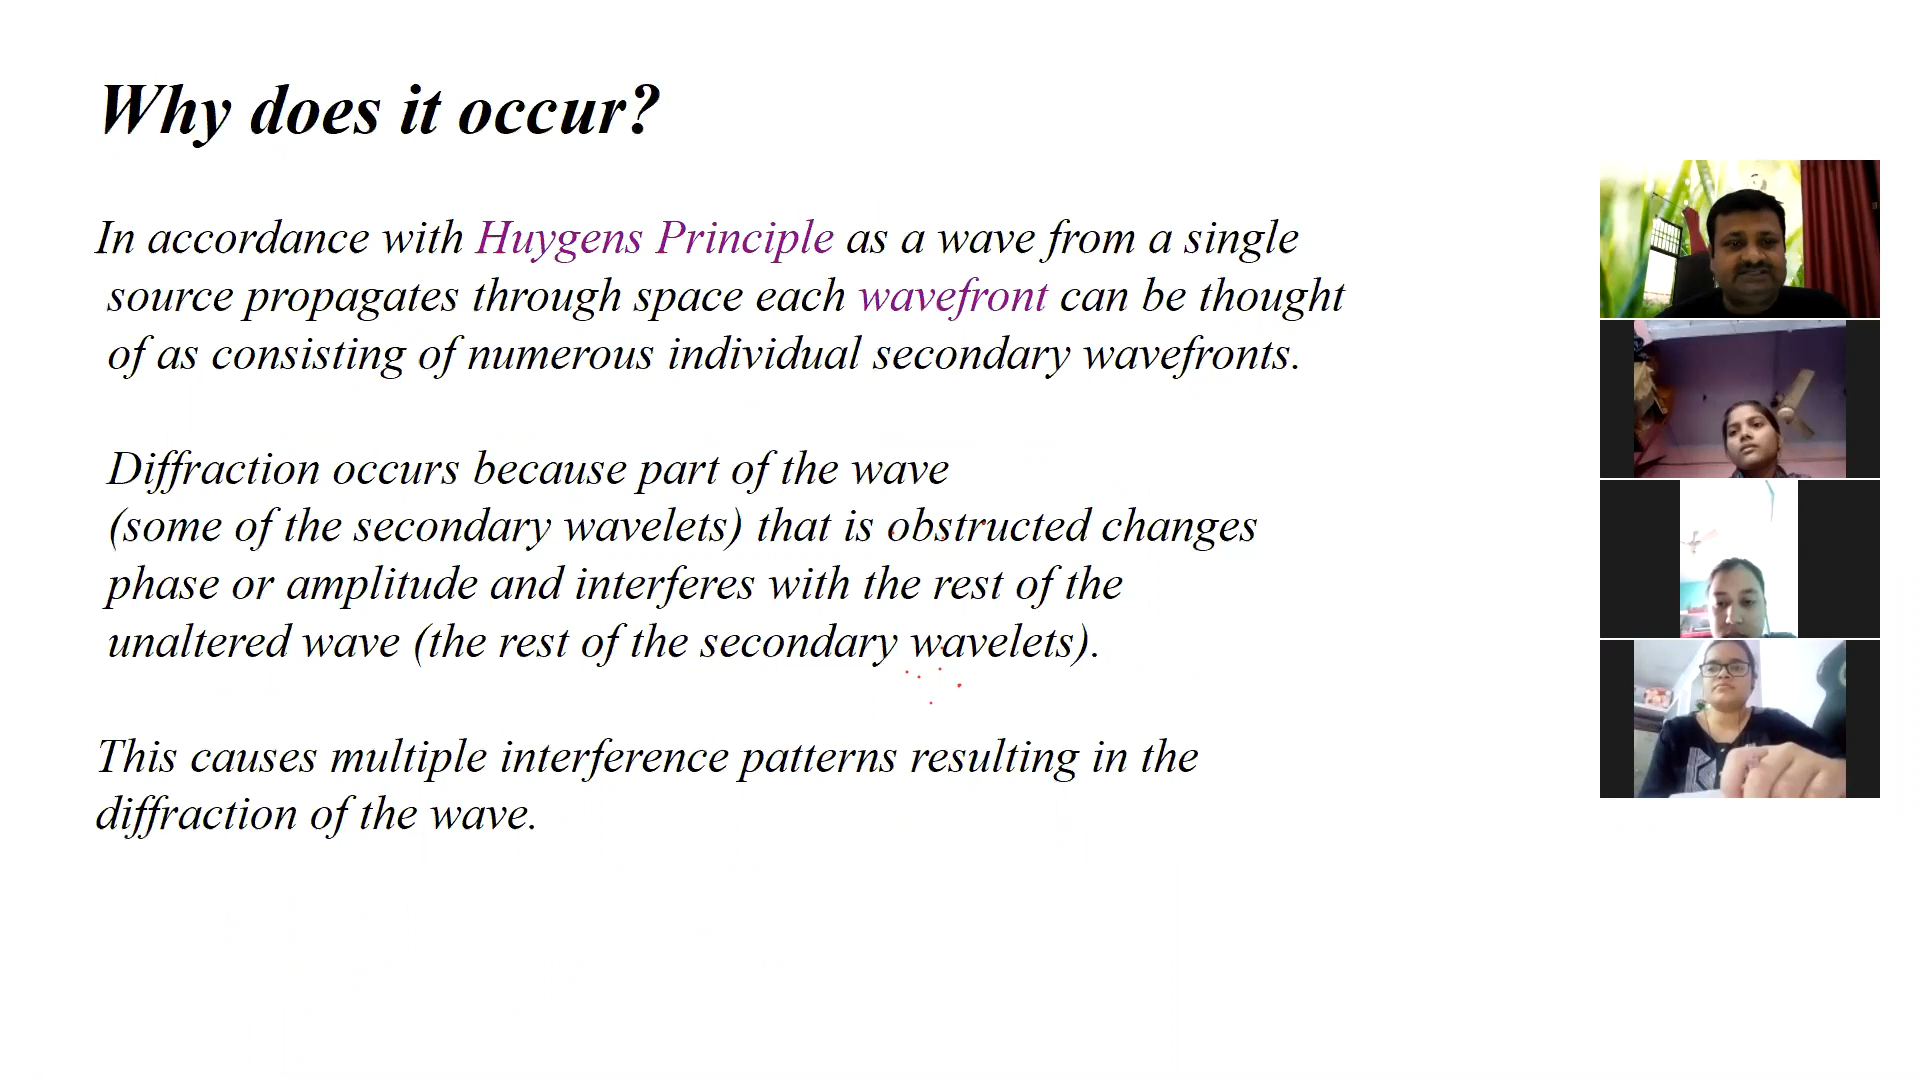 Why does it occur?
In accordance with Huygens Principle as a wave from a single
source propagates through space each wavefront can be thought
of as consisting of numerous individual secondary wavefronts.
Diffraction occurs because part of the wave
(some of the secondary wavelets) that is obstructed changes
phase or amplitude and interferes with the rest of the
unaltered wave (the rest of the secondary wavelets).
This causes multiple interference patterns resulting in the
diffraction of the wave.